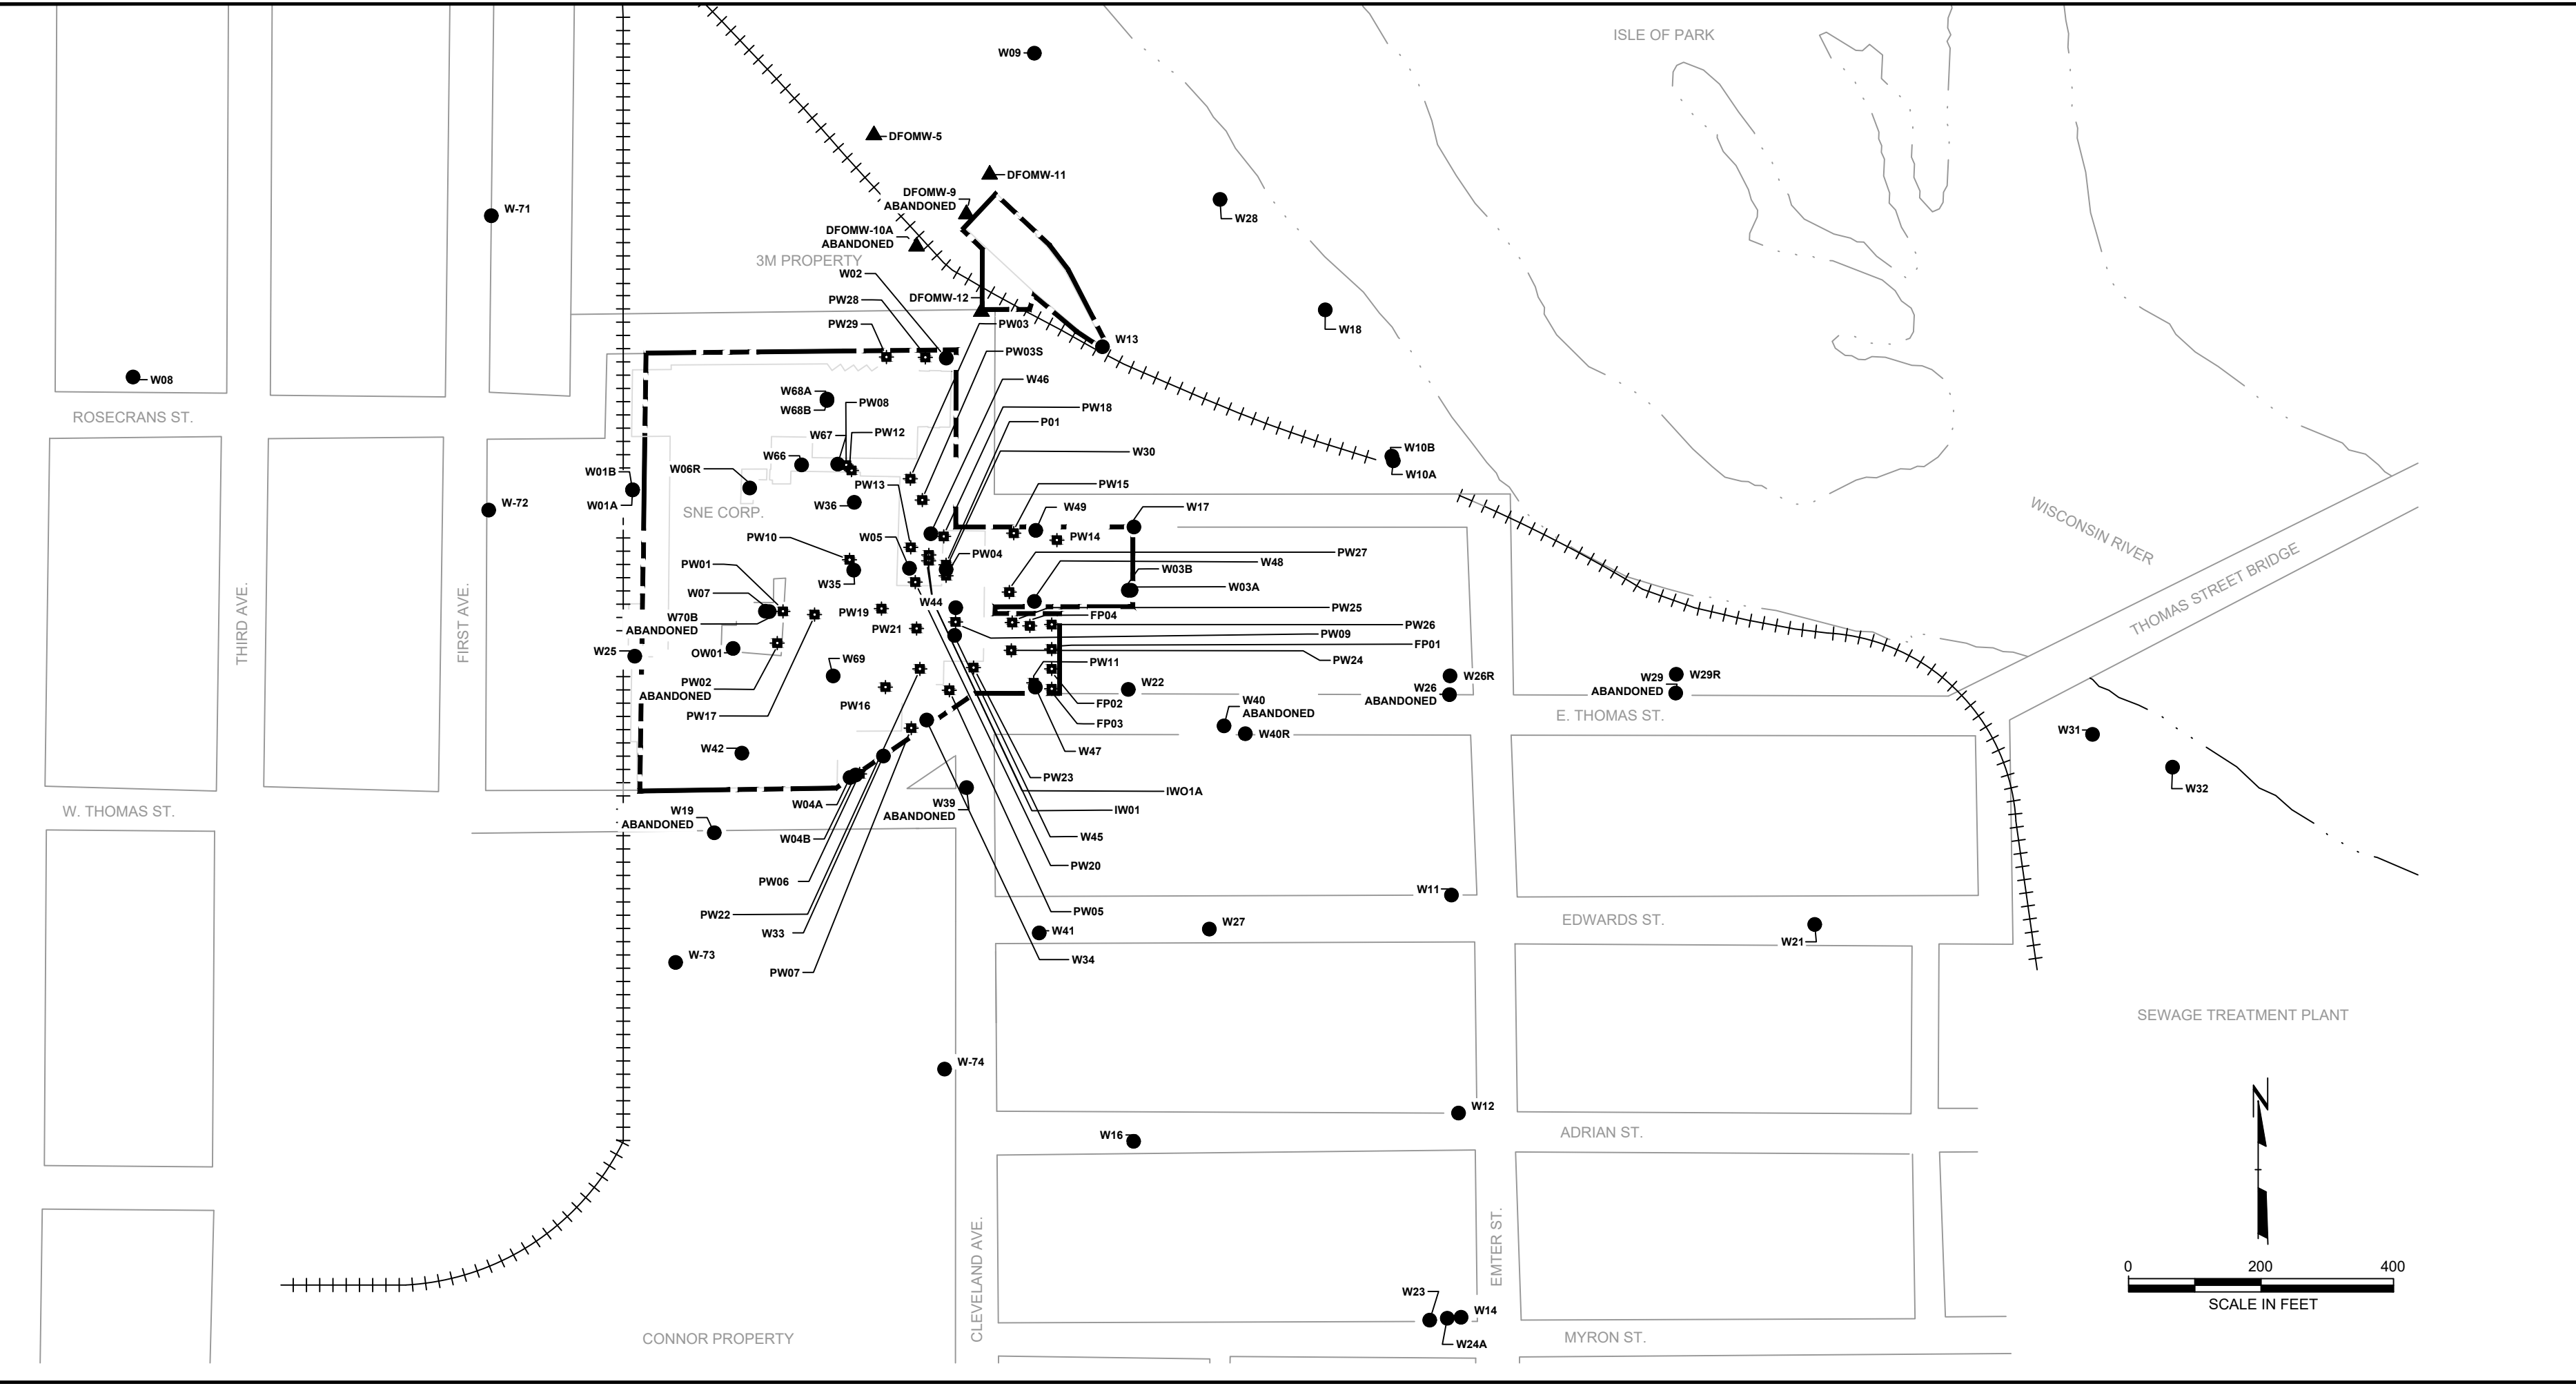 ISLE OF PARK
W09
DFOMW-5
DFOMW-11
DFOMW-9
ABANDONED
W-71
W28
DFOMW-10A
ABANDONED
3M PROPERTY
W02
DFOMW-12
PW28
PW29
PW03
W18
W13
PW03S
W08
W46
W68A
W68B
PW08
PW18
ROSECRANS ST.
P01
PW12
W67
W30
W10B
W66
W06R
W01B
W10A
PW13
PW15
W-72
W01A
W36
SNE CORP.
W49
W17
WISCONSIN RIVER
PW10
W05
PW14
PW04
PW27
THOMAS STREET BRIDGE
PW01
W48
W03B
W35
W03A
W07
W44
PW25
PW19
FP04
W70B
ABANDONED
PW21
PW26
PW09
THIRD AVE.
FIRST AVE.
FP01
W25
OW01
W69
PW24
PW11
W26R
W29R
W29
ABANDONED
PW02
ABANDONED
W22
W26
ABANDONED
W40
ABANDONED
FP02
PW16
PW17
E. THOMAS ST.
FP03
W40R
W31
W42
W47
PW23
W32
IWO1A
W04A
W39
ABANDONED
W. THOMAS ST.
W19
ABANDONED
IW01
W04B
W45
PW20
PW06
W11
PW22
PW05
EDWARDS ST.
W27
W41
W33
W21
W34
W-73
PW07
SEWAGE TREATMENT PLANT
W-74
W12
N
W16
ADRIAN ST.
CLEVELAND AVE.
EMTER ST.
0 200 400
SCALE IN FEET
W23
W14
W24A
CONNOR PROPERTY
MYRON ST.